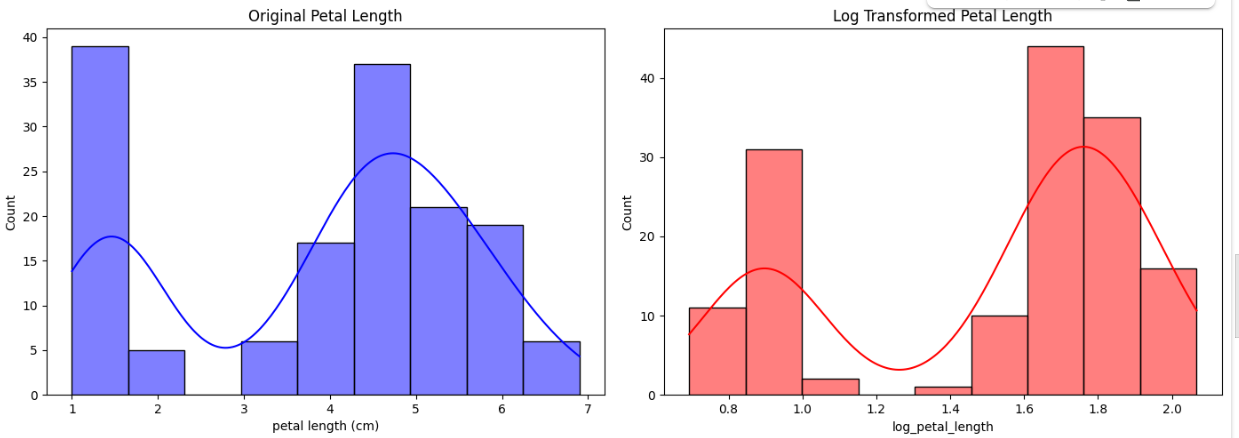 Original Petal Length
Log Transformed Petal Length
Count
40
35
30
25
20
15
10
5
0
1 2 3 4 5 6 7
petal length (cm)
Count
40
30
20
10
0
0.8 1.0 1.2 1.4 1.6 1.8 2.0
log_petal_length